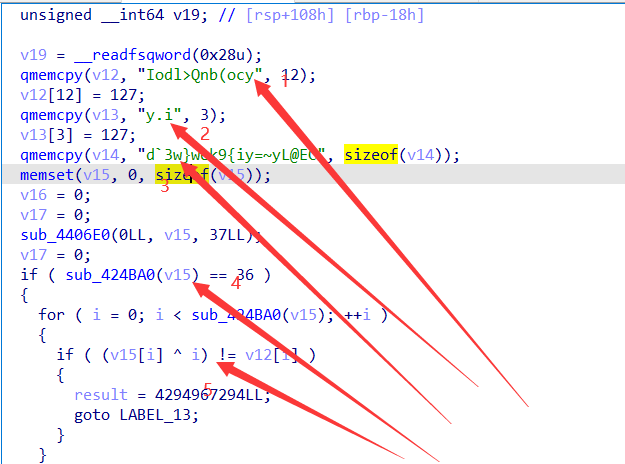 unsigned __int64 v19; // [rsp+108h] [rbp-18h]
v19 = __readfsqword(0x28u);
qmemcpy(v12, "Iodl>Qnb(ocy", 12);
1
v12[12] = 127;
qmemcpy(v13, "y.i", 3);
2
v13[3] = 127;
qmemcpy(v14, "d`3w}wek9{iy=~yL@EC", sizeof(v14));
memset(v15, 0, sizeof(v15));
3
v16 = 0;
v17 = 0;
sub_4406E0(0LL, v15, 37LL);
v17 = 0;
if ( sub_424BA0(v15) == 36 )
4
{
for ( i = 0; i < sub_424BA0(v15); ++i )
{
if ( (v15[i] ^ i) != v12[i] )
{
5
result = 4294967294LL;
goto LABEL_13;
}
}